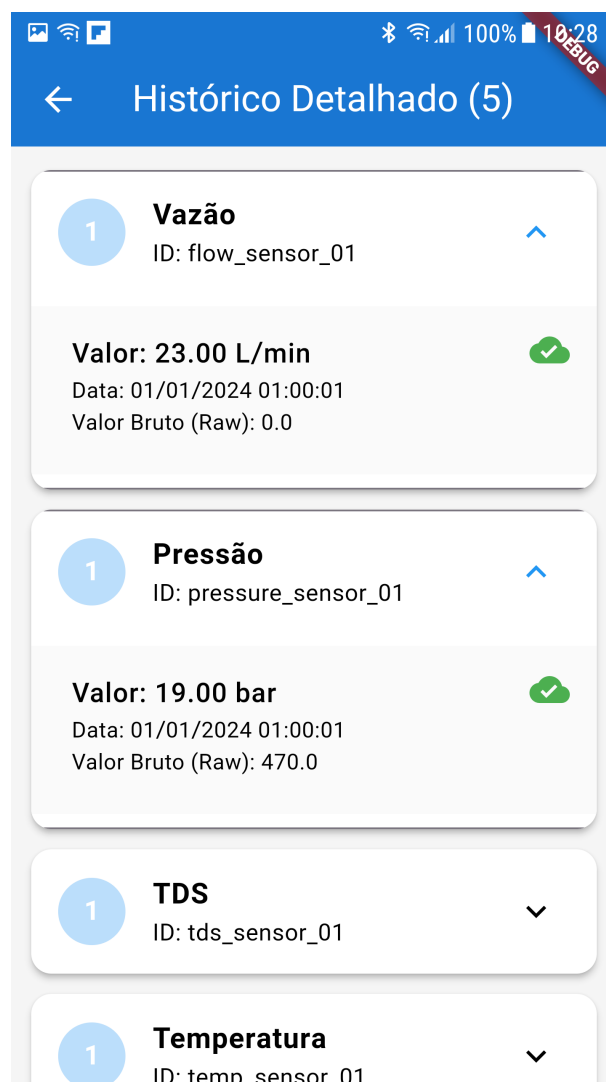 100% 10:28
DEBUG
Histórico Detalhado (5)
1
Vazão
ID: flow_sensor_01
Valor: 23.00 L/min
Data: 01/01/2024 01:00:01
Valor Bruto (Raw): 0.0
1
Pressão
ID: pressure_sensor_01
Valor: 19.00 bar
Data: 01/01/2024 01:00:01
Valor Bruto (Raw): 470.0
1
TDS
ID: tds_sensor_01
1
Temperatura
ID: temp_sensor_01